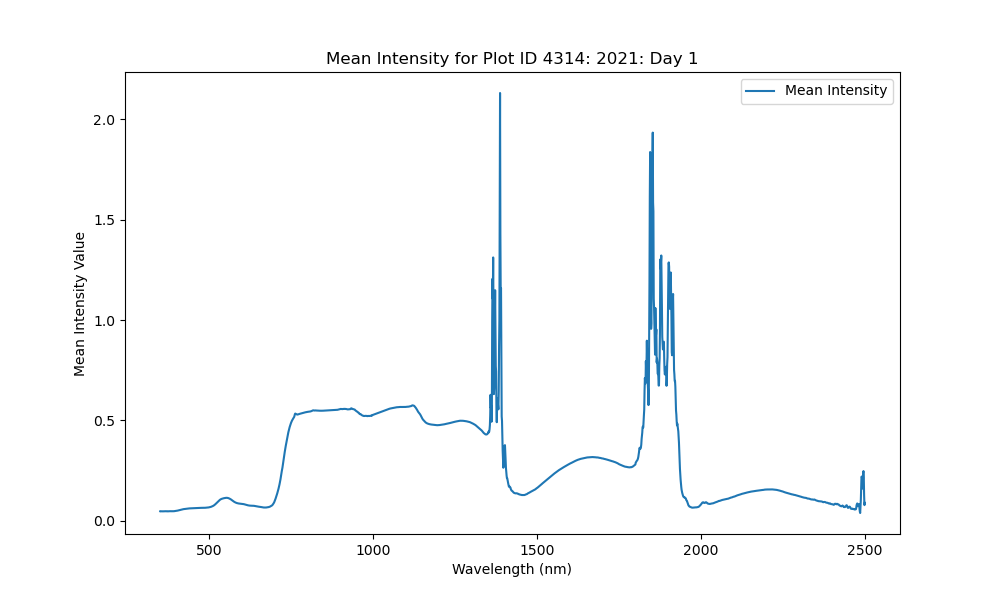 Mean Intensity for Plot ID 4314: 2021: Day 1
Mean Intensity
Mean Intensity Value
2.0
1.5
1.0
0.5
0.0
500
1000
1500
2000
2500
Wavelength (nm)